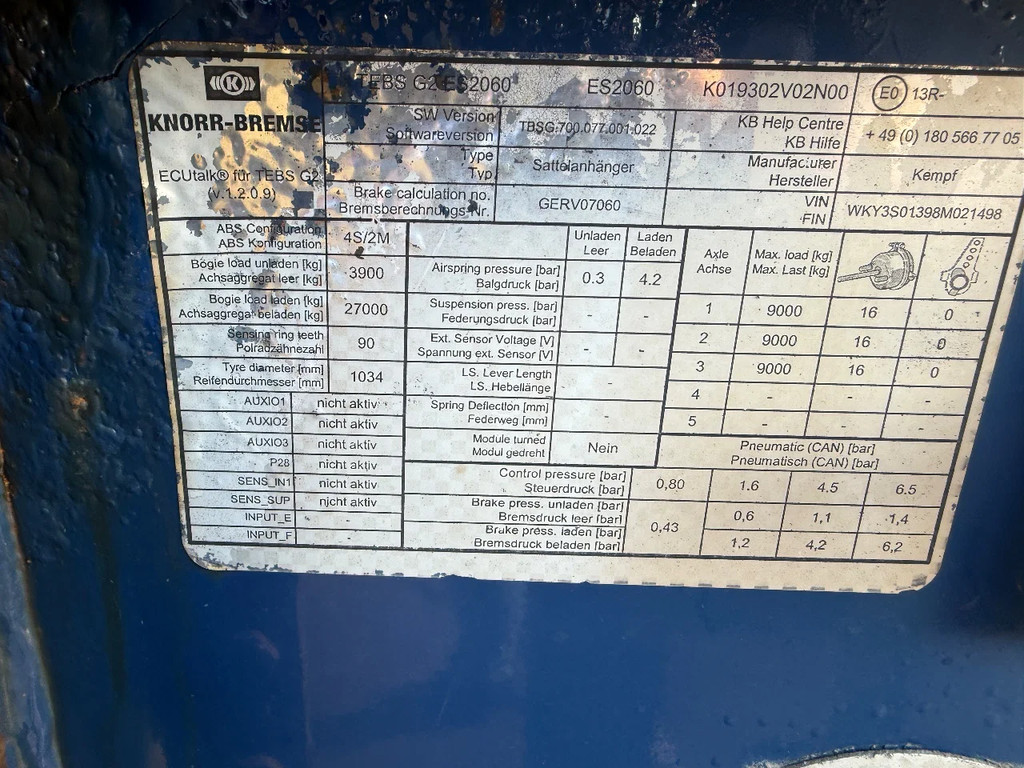 K
KNORR-BREMSE
ECUtalk® für TEBS G2
(v.1.2.0.9)
TEBS G2 ES2060 ES2060 K019302V02N00 E0 13R-
SW Version
Softwareversion
TBSG:700.077.001.022
KB Help Centre
KB Hilfe
+ 49 (0) 180 566 77 05
Type
Typ
Sattelanhänger
Manufacturer
Hersteller
Kempf
Brake calculation no.
Bremsberechnungs-Nr.
GERV07060
VIN
FIN
WKY3S01398M021498
ABS Configuration
ABS Konfiguration
4S/2M
Bogie load unladen [kg]
Achsaggregat leer [kg]
3900
Bogie load laden [kg]
Achsaggregat beladen [kg]
27000
Sensing ring teeth
Polradzähnezahl
90
Tyre diameter [mm]
Reifendurchmesser [mm]
1034
AUXIO1 nicht aktiv
AUXIO2 nicht aktiv
AUXIO3 nicht aktiv
P28 nicht aktiv
SENS_IN1 nicht aktiv
SENS_SUP nicht aktiv
INPUT_E -
INPUT_F -
Unladen
Leer
Laden
Beladen
Airspring pressure [bar]
Balgdruck [bar]
0.3 4.2
Suspension press. [bar]
Federungsdruck [bar]
- -
Ext. Sensor Voltage [V]
Spannung ext. Sensor [V]
- -
LS. Lever Length
LS. Hebellänge
-
Spring Deflection [mm]
Federweg [mm]
-
Module turned
Modul gedreht
Nein
Axle
Achse
Max. load [kg]
Max. Last [kg]
1 9000 16 0
2 9000 16 0
3 9000 16 0
4 - - -
5 - - -
Pneumatic (CAN) [bar]
Pneumatisch (CAN) [bar]
Control pressure [bar]
Steuerdruck [bar]
0,80 1.6 4.5 6.5
Brake press. unladen [bar]
Bremsdruck leer [bar]
0,43
0,6 1,1 1,4
Brake press. laden [bar]
Bremsdruck beladen [bar]
1,2 4,2 6,2